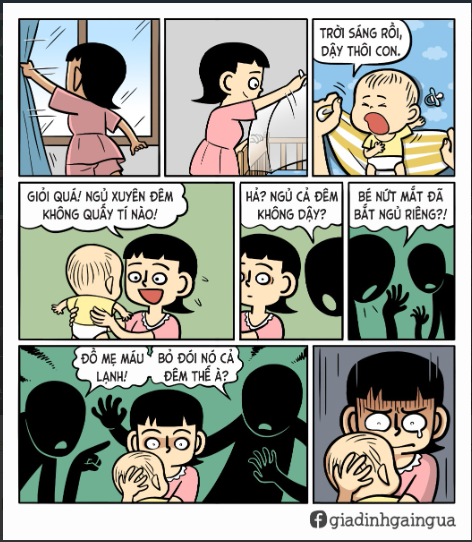 TRỜI SÁNG RỒI,
DẬY THÔI CON.
GIỎI QUÁ! NGỦ XUYÊN ĐÊM
KHÔNG QUẤY TÍ NÀO!
HẢ? NGỦ CẢ ĐÊM
KHÔNG DẬY?
BÉ NỨT MẮT ĐÃ
BẮT NGỦ RIÊNG?!
ĐỒ MẸ MÁU
LẠNH!
BỎ ĐÓI NÓ CẢ
ĐÊM THẾ À?
giadinhgaingua